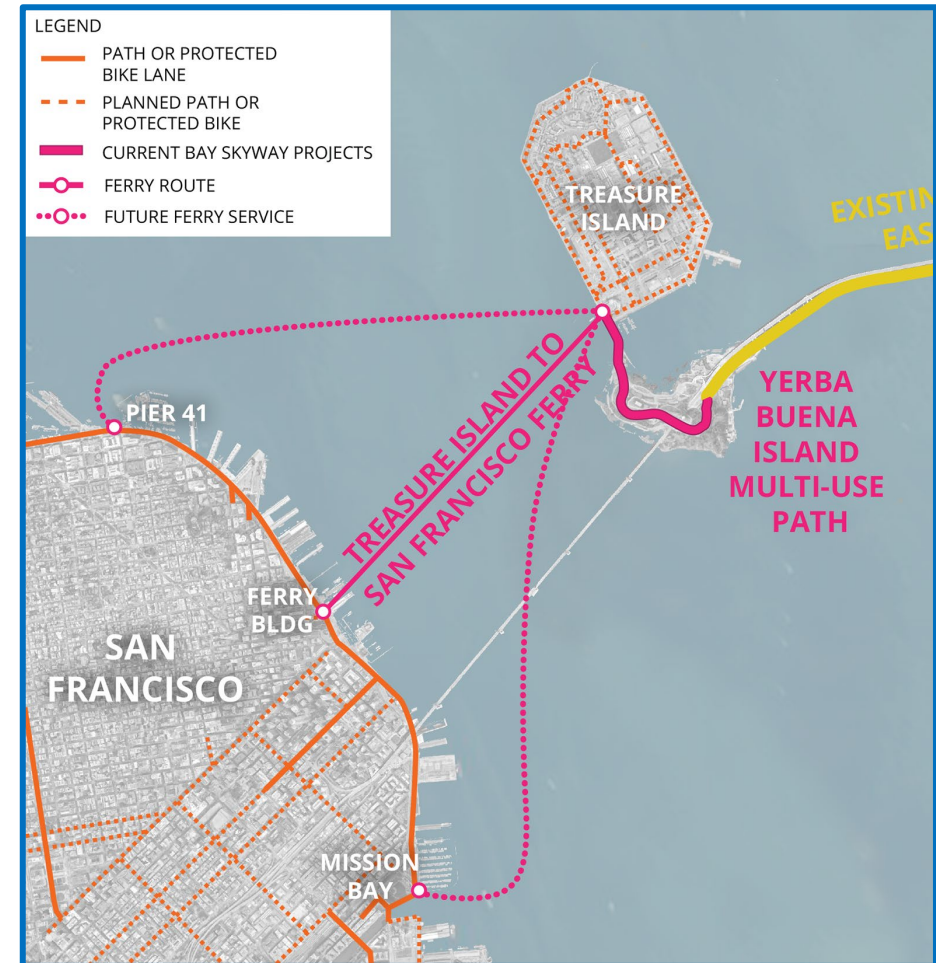 LEGEND
PATH OR PROTECTED
BIKE LANE
PLANNED PATH OR
PROTECTED BIKE
CURRENT BAY SKYWAY PROJECTS
FERRY ROUTE
FUTURE FERRY SERVICE
TREASURE
ISLAND
EXISTIN
EAS
TREASURE ISLAND TO
SAN FRANCISCO FERRY
PIER 41
YERBA
BUENA
ISLAND
MULTI-USE
PATH
FERRY
BLDG
SAN
FRANCISCO
MISSION
BAY